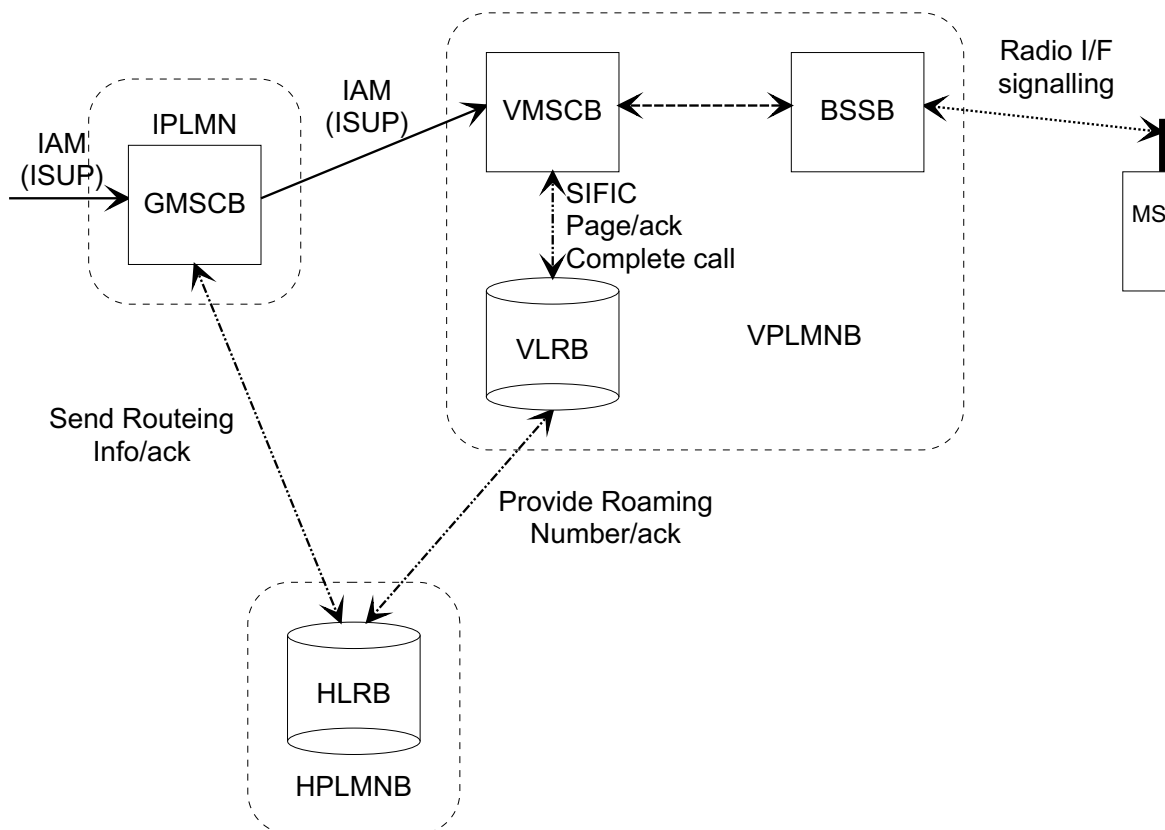 Radio I/F
signalling
IAM
(ISUP)
VMSCB
BSSB
IPLMN
IAM
(ISUP)
GMSCB
MS
SIFIC
Page/ack
Complete call
VLRB
VPLMNB
Send Routeing
Info/ack
Provide Roaming
Number/ack
HLRB
HPLMNB